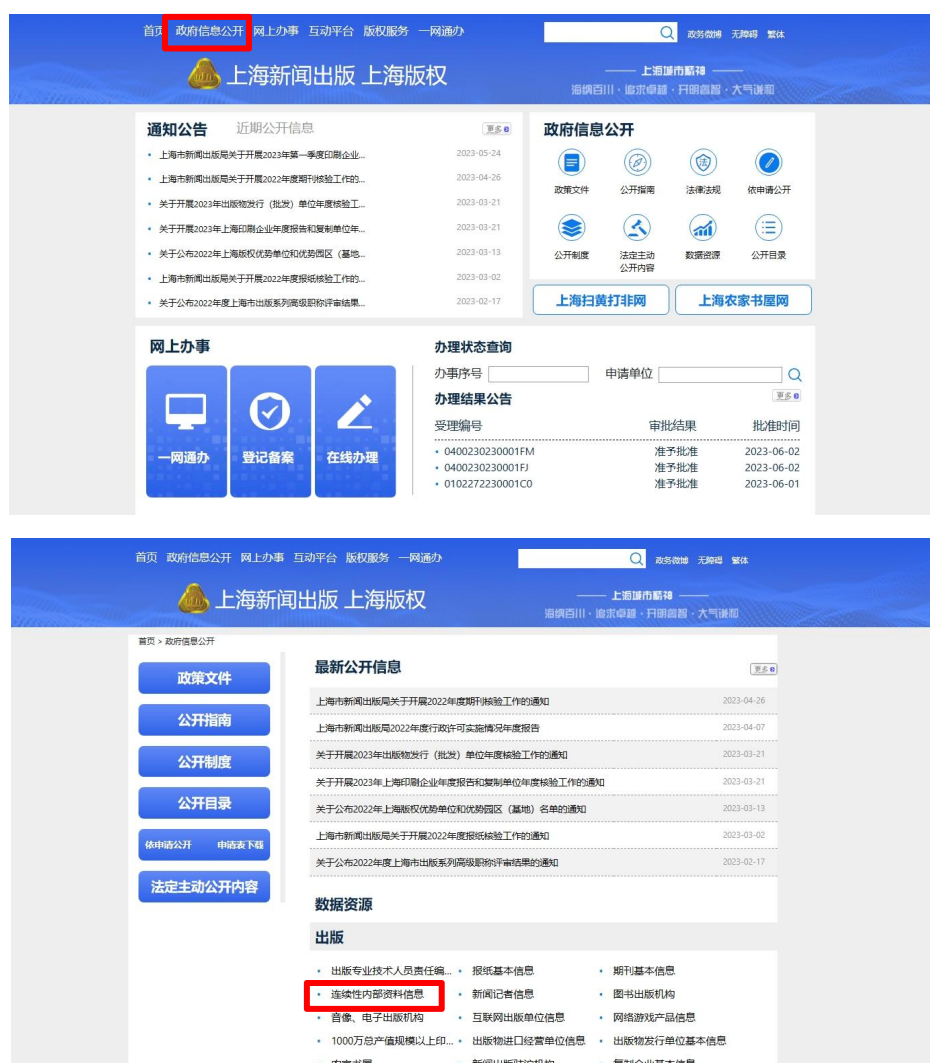 首页 政府信息公开 网上办事 互动平台 版权服务 一网通办
政务微博 无障碍 繁体
上海新闻出版 上海版权
上海城市精神
海纳百川·追求卓越·开明睿智·大气谦和
通知公告 近期公开信息 更多
上海市新闻出版局关于开展2023年第一季度印刷企业... 2023-05-24
上海市新闻出版局关于开展2022年度期刊核验工作的... 2023-04-26
关于开展2023年出版物发行（批发）单位年度核验工... 2023-03-21
关于开展2023年上海印刷企业年度报告和复制单位年... 2023-03-21
关于公布2022年上海版权优势单位和优势园区（基地... 2023-03-13
上海市新闻出版局关于开展2022年度报纸核验工作的... 2023-03-02
关于公布2022年度上海市出版系列高级职称评审结果... 2023-02-17
政府信息公开
政策文件 公开指南 法律法规 依申请公开
公开制度 法定主动 数据资源 公开目录
公开内容
上海扫黄打非网 上海农家书屋网
网上办事
一网通办 登记备案 在线办理
办理状态查询
办事序号 申请单位
办理结果公告 更多
受理编号 审批结果 批准时间
0400230230001FM 准予批准 2023-06-02
0400230230001FJ 准予批准 2023-06-02
0102272230001C0 准予批准 2023-06-01
首页 政府信息公开 网上办事 互动平台 版权服务 一网通办
政务微博 无障碍 繁体
上海新闻出版 上海版权
上海城市精神
海纳百川·追求卓越·开明睿智·大气谦和
首页 > 政府信息公开
政策文件
公开指南
公开制度
公开目录
依申请公开 申请表下载
法定主动公开内容
最新公开信息 更多
上海市新闻出版局关于开展2022年度期刊核验工作的通知 2023-04-26
上海市新闻出版局2022年度行政许可实施情况年度报告 2023-04-07
关于开展2023年出版物发行（批发）单位年度核验工作的通知 2023-03-21
关于开展2023年上海印刷企业年度报告和复制单位年度核验工作的通知 2023-03-21
关于公布2022年上海版权优势单位和优势园区（基地）名单的通知 2023-03-13
上海市新闻出版局关于开展2022年度报纸核验工作的通知 2023-03-02
关于公布2022年度上海市出版系列高级职称评审结果的通知 2023-02-17
数据资源
出版
出版专业技术人员责任编... 报纸基本信息 期刊基本信息
连续性内部资料信息 新闻记者信息 图书出版机构
音像、电子出版机构 互联网出版单位信息 网络游戏产品信息
1000万总产值规模以上印... 出版物进口经营单位信息 出版物发行单位基本信息